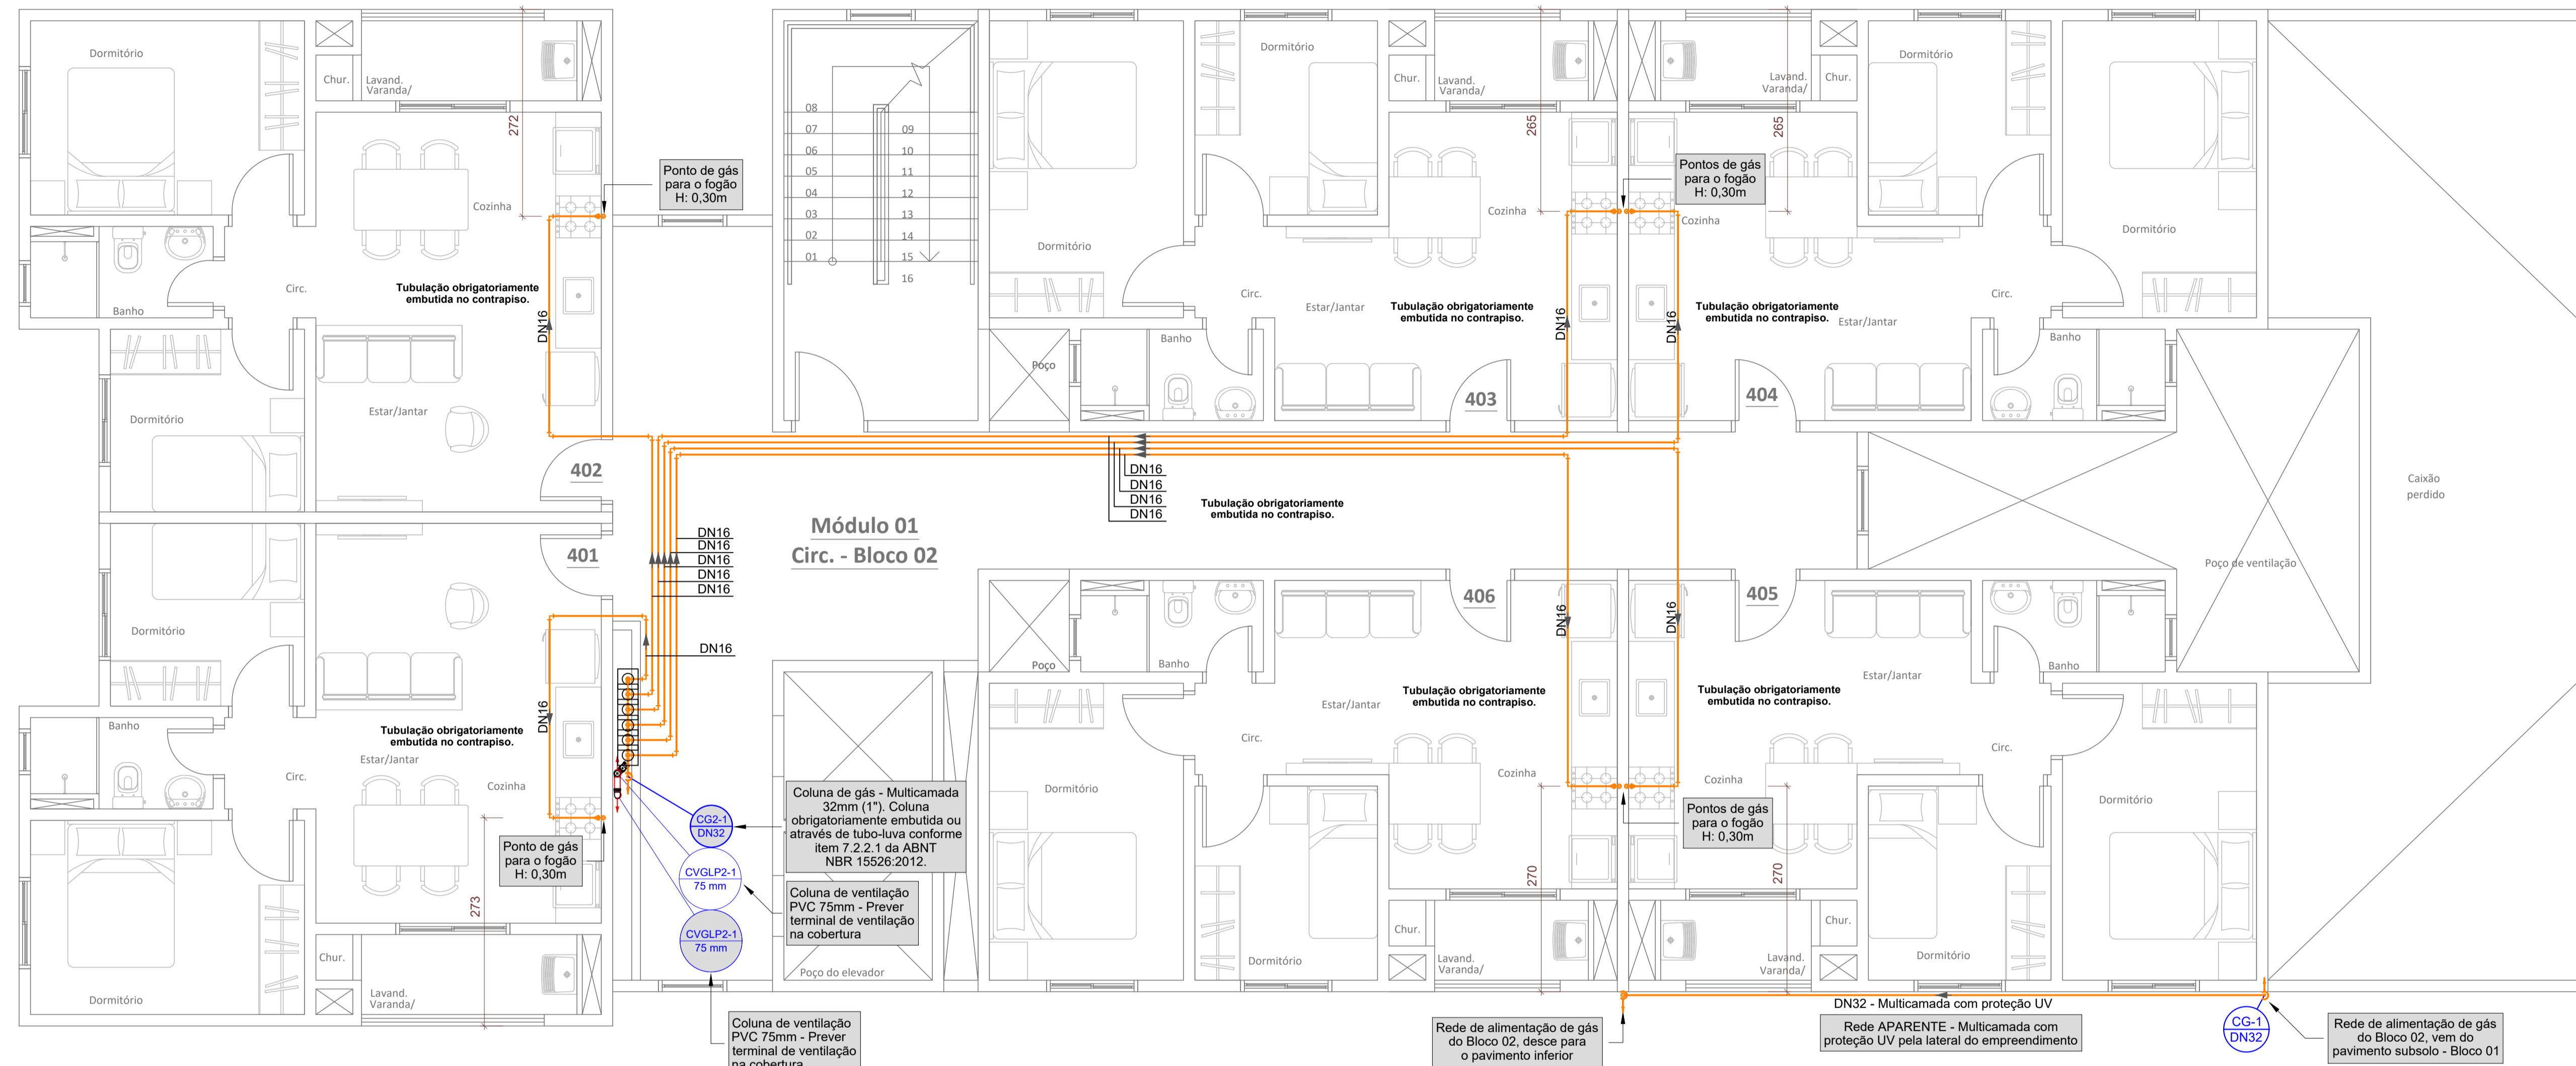 Dormitório
Chur.
Lavand.
Varanda/
272
Cozinha
Ponto de gás
para o fogão
H: 0,30m
Circ.
Banho
Tubulação obrigatoriamente
embutida no contrapiso.
DN16
Dormitório
Estar/Jantar
402
08
07
06
05
04
03
02
01
09
10
11
12
13
14
15
16
Dormitório
Dormitório
Chur.
Lavand.
Varanda/
265
Cozinha
Circ.
Estar/Jantar
Tubulação obrigatoriamente
embutida no contrapiso.
DN16
Poço
Banho
403
Pontos de gás
para o fogão
H: 0,30m
265
Lavand.
Varanda/
Chur.
Dormitório
Cozinha
Dormitório
Tubulação obrigatoriamente
embutida no contrapiso.
DN16
Estar/Jantar
Circ.
Banho
404
DN16
DN16
DN16
DN16
Tubulação obrigatoriamente
embutida no contrapiso.
Módulo 01
Circ. - Bloco 02
DN16
DN16
DN16
DN16
DN16
DN16
Caixão
perdido
Poço de ventilação
401
Dormitório
Banho
Tubulação obrigatoriamente
embutida no contrapiso.
DN16
Estar/Jantar
Circ.
Cozinha
Ponto de gás
para o fogão
H: 0,30m
273
Chur.
Lavand.
Varanda/
Dormitório
Coluna de gás - Multicamada
32mm (1"). Coluna
obrigatoriamente embutida ou
através de tubo-luva conforme
item 7.2.2.1 da ABNT
NBR 15526:2012.
CG2-1
DN32
CVGLP2-1
75 mm
Coluna de ventilação
PVC 75mm - Prever
terminal de ventilação
na cobertura
CVGLP2-1
75 mm
Poço do elevador
Coluna de ventilação
PVC 75mm - Prever
terminal de ventilação
na cobertura
406
Poço
Banho
DN16
Tubulação obrigatoriamente
embutida no contrapiso.
Estar/Jantar
Circ.
Cozinha
Dormitório
270
Chur.
Lavand.
Varanda/
Dormitório
405
DN16
Tubulação obrigatoriamente
embutida no contrapiso.
Estar/Jantar
Banho
Circ.
Cozinha
Pontos de gás
para o fogão
H: 0,30m
Dormitório
270
Chur.
Lavand.
Varanda/
Dormitório
DN32 - Multicamada com proteção UV
Rede de alimentação de gás
do Bloco 02, desce para
o pavimento inferior
Rede APARENTE - Multicamada com
proteção UV pela lateral do empreendimento
CG-1
DN32
Rede de alimentação de gás
do Bloco 02, vem do
pavimento subsolo - Bloco 01